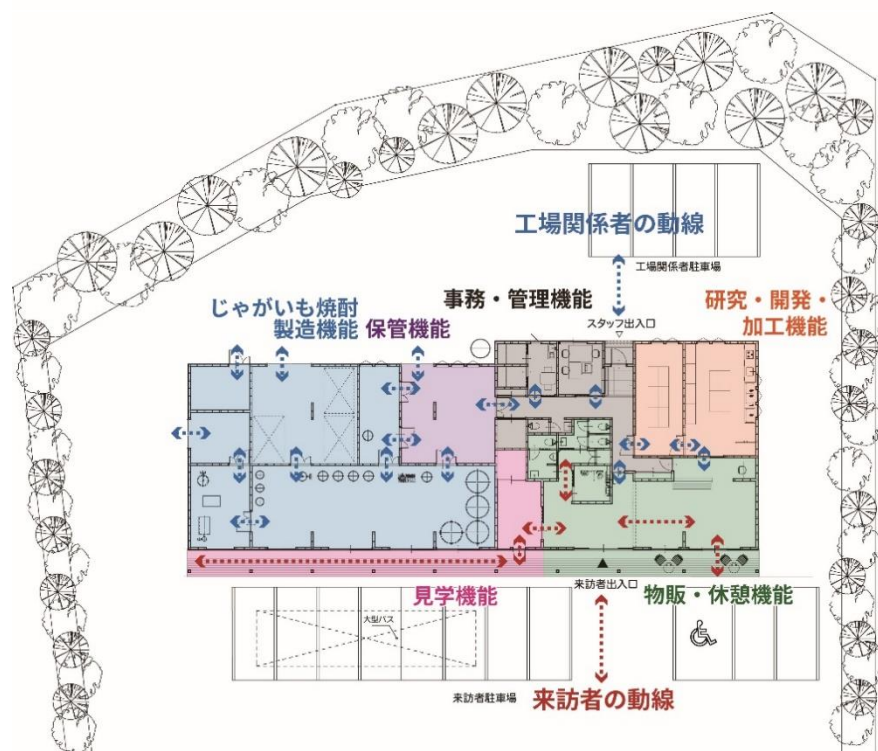 工場関係者の動線
工場関係者駐車場
事務・管理機能
スタッフ出入口
研究・開発・
加工機能
じゃがいも焼酎
製造機能
保管機能
見学機能
来訪者出入口
物販・休憩機能
大型バス
来訪者駐車場
来訪者の動線